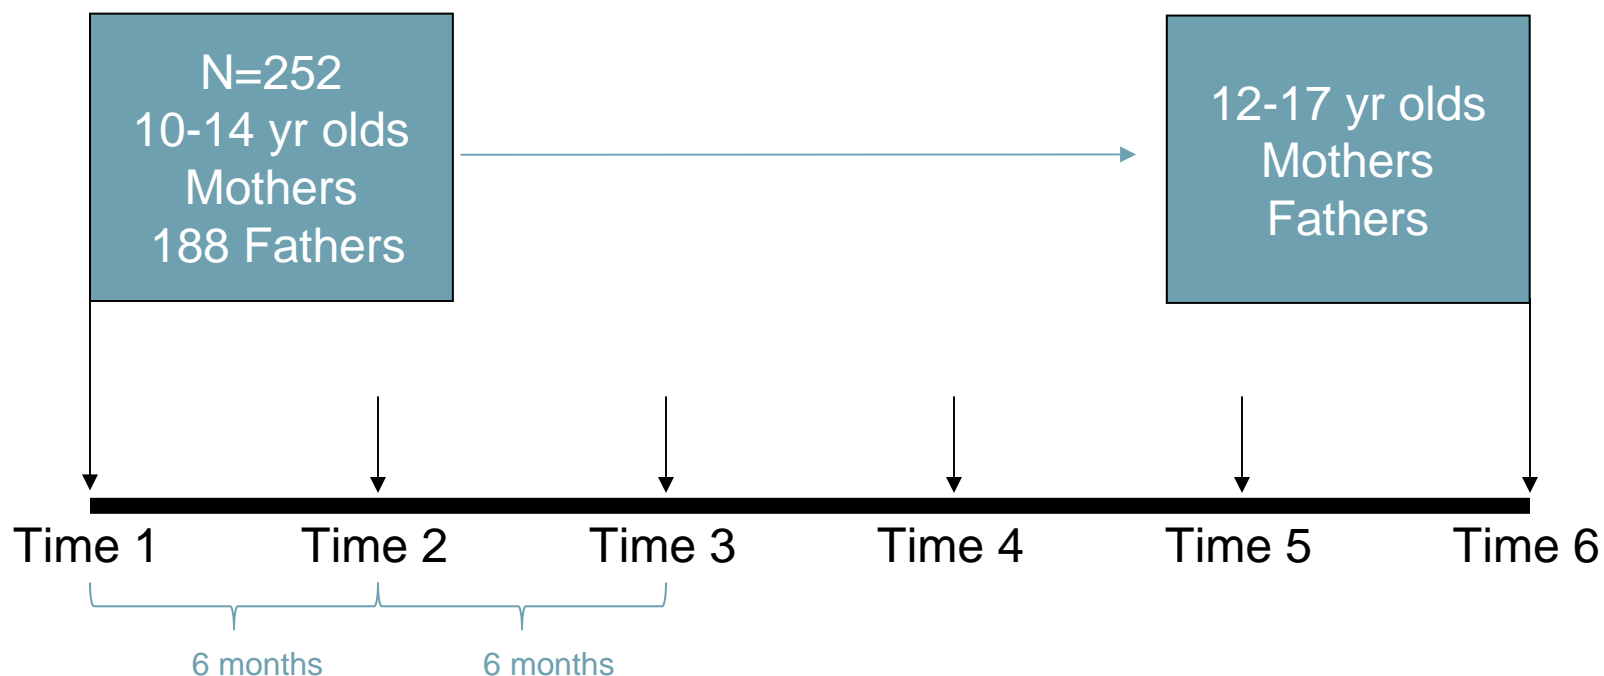 N=252
10-14 yr olds
Mothers
188 Fathers
12-17 yr olds
Mothers
Fathers
Time 1
Time 2
Time 3
Time 4
Time 5
Time 6
6 months
6 months